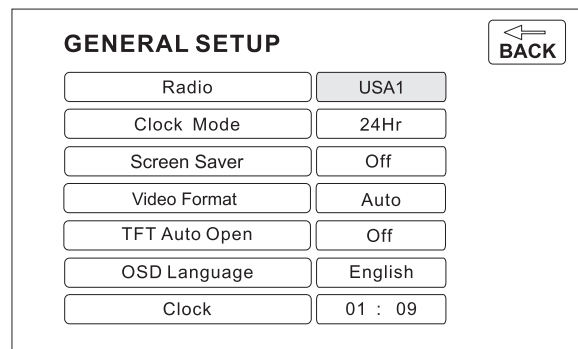 GENERAL SETUP
BACK
Radio USA1
Clock Mode 24Hr
Screen Saver Off
Video Format Auto
TFT Auto Open Off
OSD Language English
Clock 01 : 09